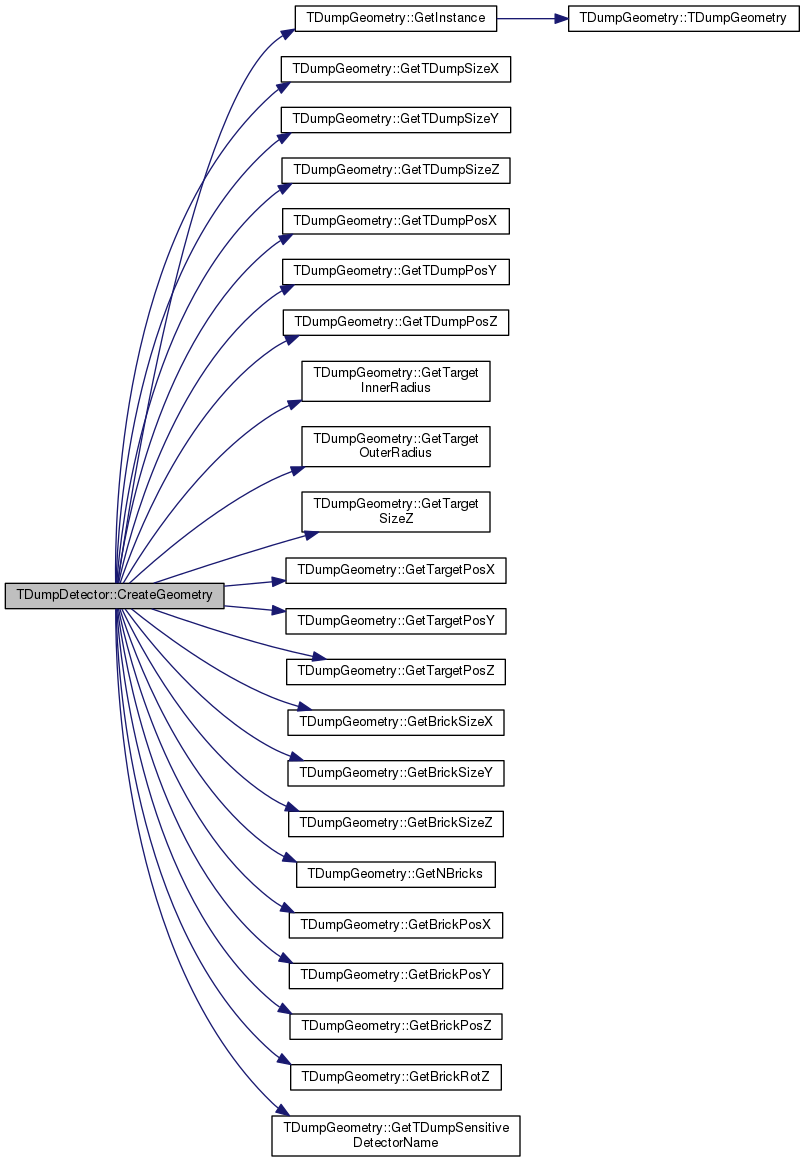 TDumpGeometry::GetInstance
TDumpGeometry::TDumpGeometry
TDumpGeometry::GetTDumpSizeX
TDumpGeometry::GetTDumpSizeY
TDumpGeometry::GetTDumpSizeZ
TDumpGeometry::GetTDumpPosX
TDumpGeometry::GetTDumpPosY
TDumpGeometry::GetTDumpPosZ
TDumpGeometry::GetTarget
InnerRadius
TDumpGeometry::GetTarget
OuterRadius
TDumpGeometry::GetTarget
SizeZ
TDumpGeometry::GetTargetPosX
TDumpDetector::CreateGeometry
TDumpGeometry::GetTargetPosY
TDumpGeometry::GetTargetPosZ
TDumpGeometry::GetBrickSizeX
TDumpGeometry::GetBrickSizeY
TDumpGeometry::GetBrickSizeZ
TDumpGeometry::GetNBricks
TDumpGeometry::GetBrickPosX
TDumpGeometry::GetBrickPosY
TDumpGeometry::GetBrickPosZ
TDumpGeometry::GetBrickRotZ
TDumpGeometry::GetTDumpSensitive
DetectorName